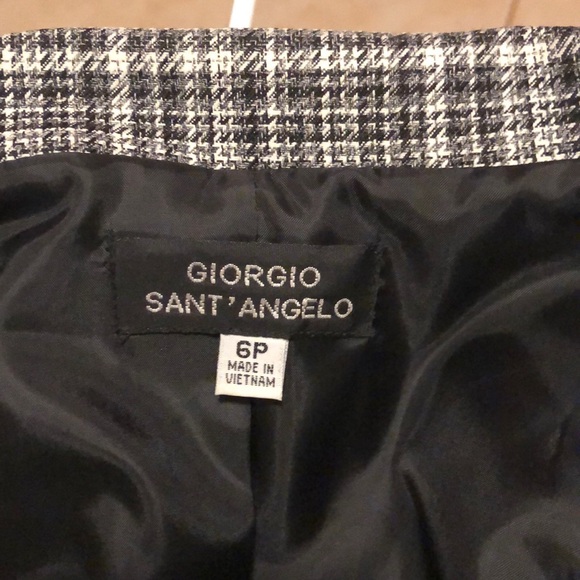 GIORGIO
SANT'ANGELO
6P
MADE IN
VIETNAM